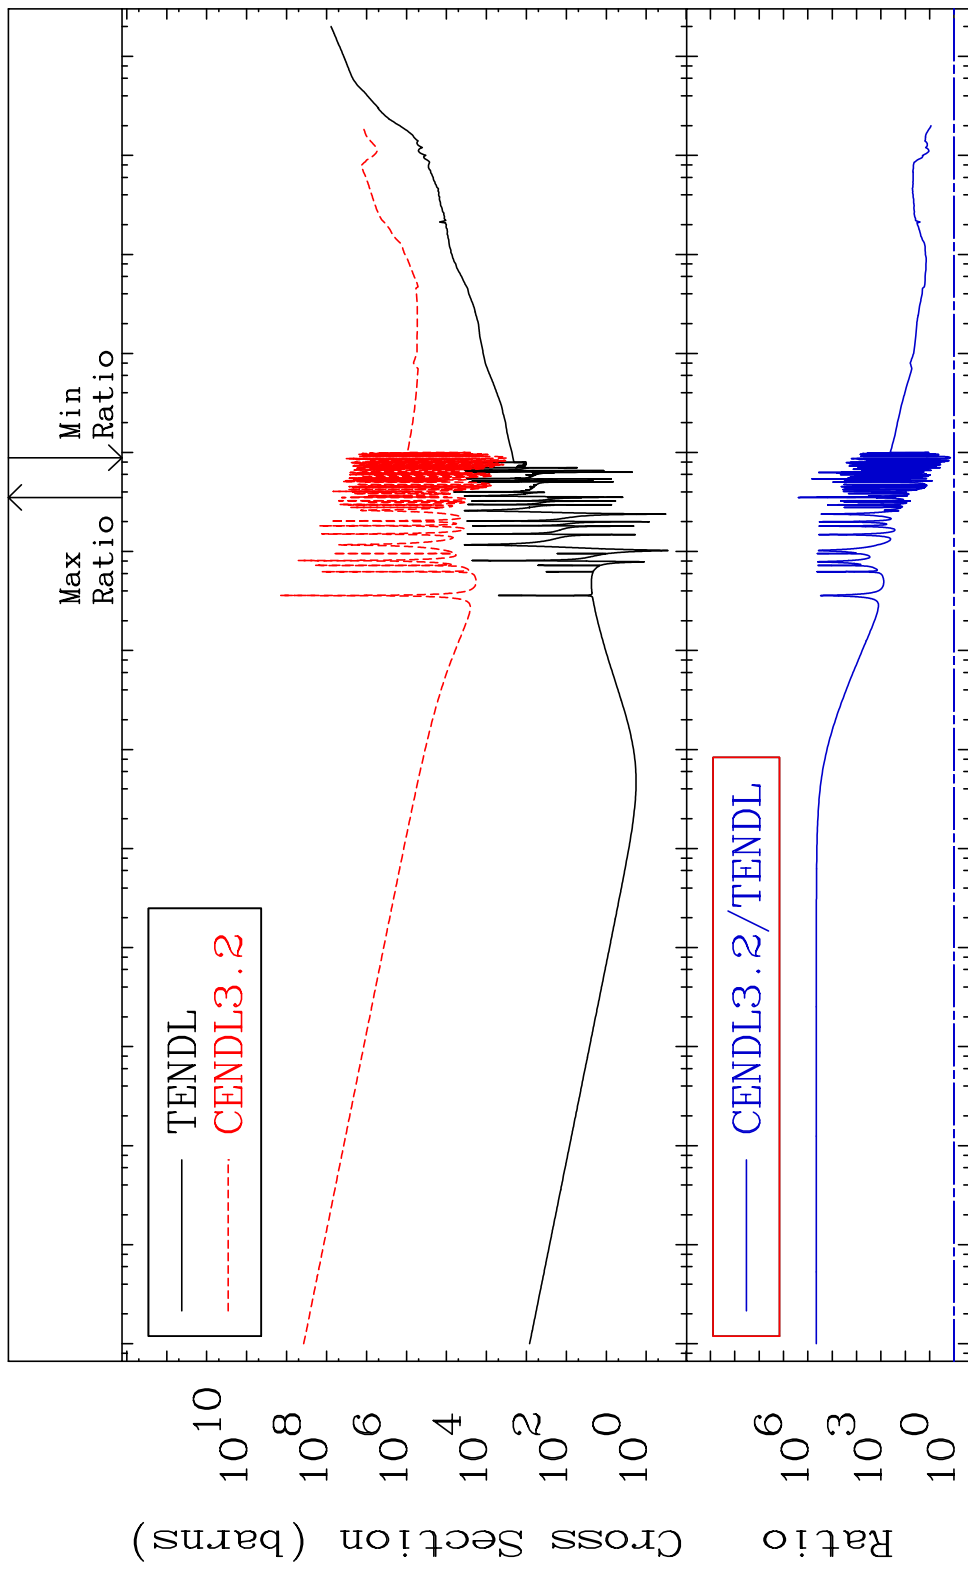 Max
Ratio
Min
Ratio
TENDL
CENDL3.2
10 10
10 8
10 6
10 4
10 2
10 0
Cross Section (barns)
CENDL3.2/TENDL
10 6
10 3
10 0
Ratio